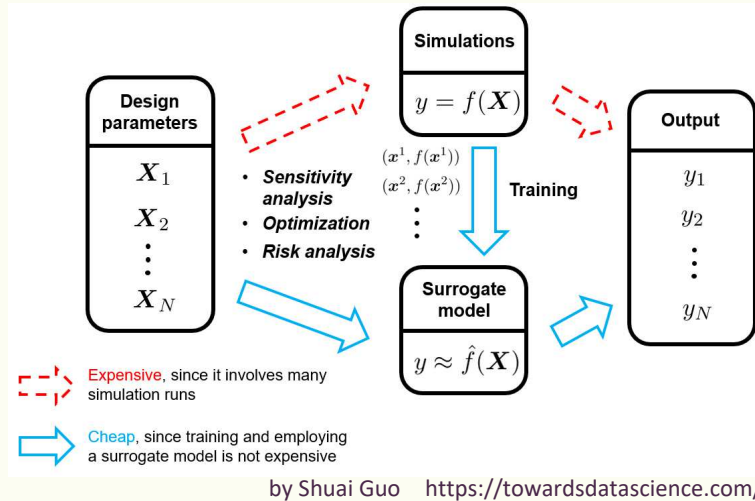 Design
parameters
X₁
X₂
⋮
X_N
Simulations
y = f(X)
(x¹, f(x¹))
(x², f(x²))
⋮
Training
• Sensitivity
analysis
• Optimization
• Risk analysis
Surrogate
model
y ≈ f̂(X)
Output
y₁
y₂
⋮
y_N
Expensive, since it involves many
simulation runs
Cheap, since training and employing
a surrogate model is not expensive
by Shuai Guo https://towardsdatascience.com/